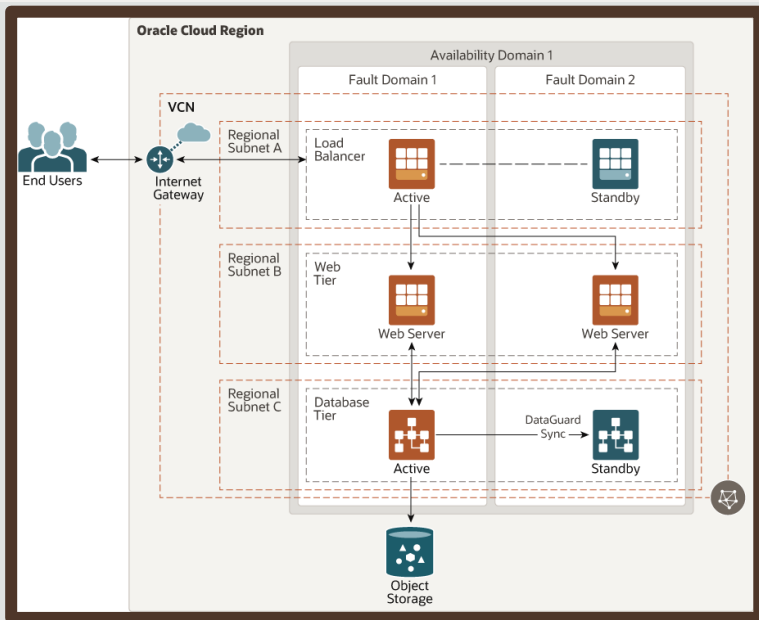 Oracle Cloud Region
Availability Domain 1
Fault Domain 1
Fault Domain 2
VCN
End Users
Internet
Gateway
Regional
Subnet A
Load
Balancer
Active
Standby
Regional
Subnet B
Web
Tier
Web Server
Web Server
Regional
Subnet C
Database
Tier
Active
DataGuard
Sync
Standby
Object
Storage